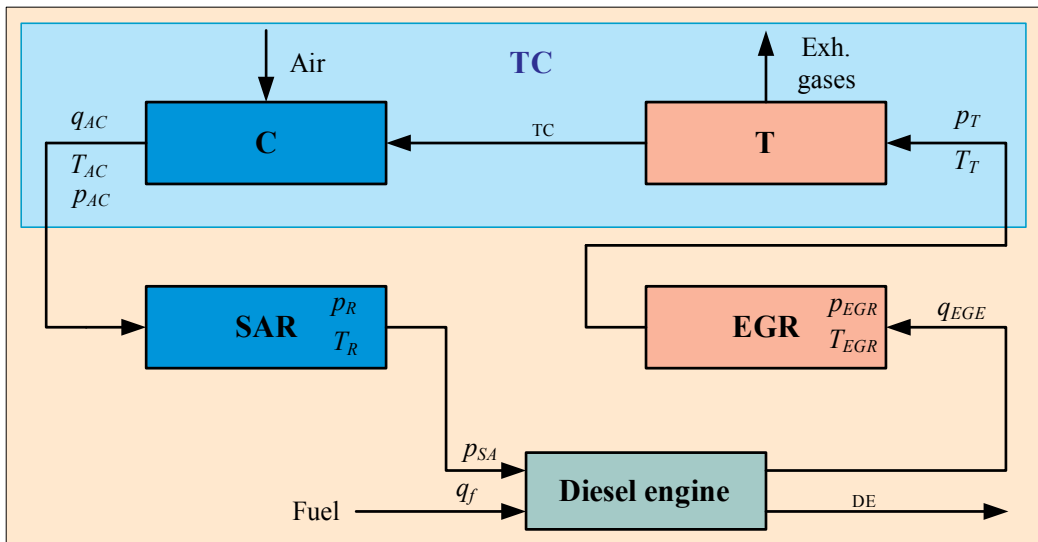 TC
Air
Exh.
gases
q_AC
T_AC
p_AC
C
TC
T
p_T
T_T
SAR
p_R
T_R
EGR
p_EGR
T_EGR
q_EGE
p_SA
q_f
Fuel
Diesel engine
DE